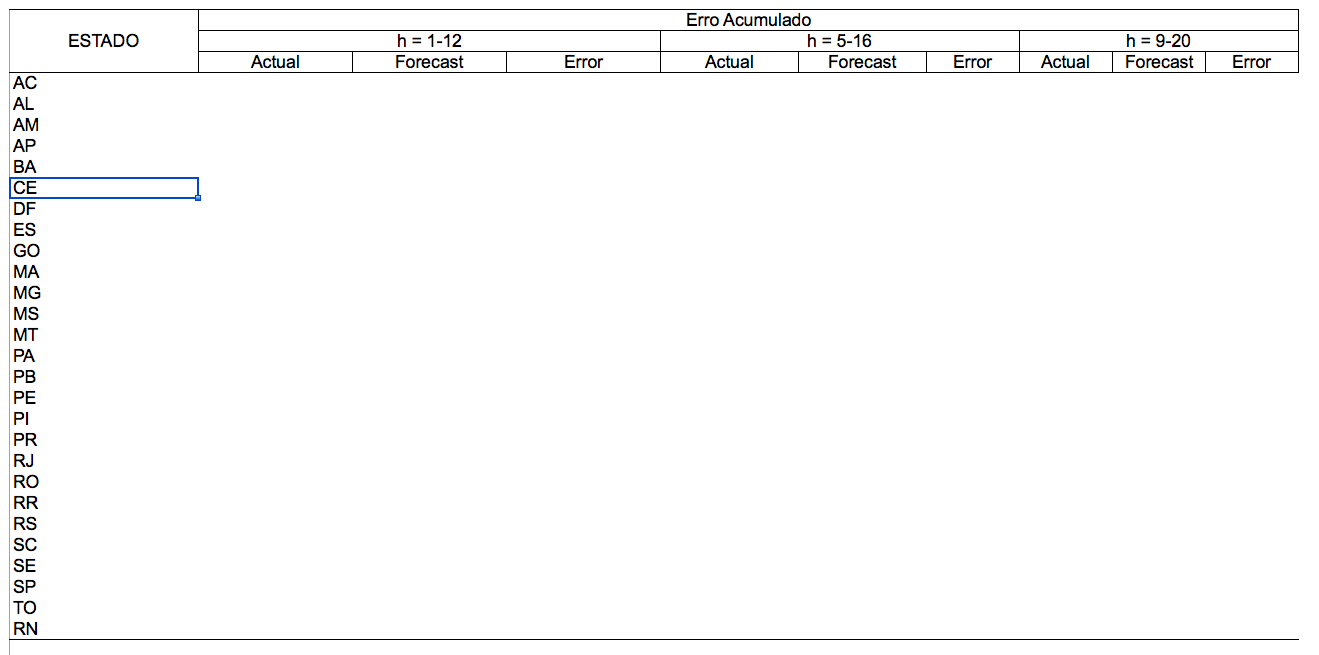 Erro Acumulado
ESTADO h = 1-12 h = 5-16 h = 9-20
Actual Forecast Error Actual Forecast Error Actual Forecast Error
AC
AL
AM
AP
BA
CE
DF
ES
GO
MA
MG
MS
MT
PA
PB
PE
PI
PR
RJ
RO
RR
RS
SC
SE
SP
TO
RN